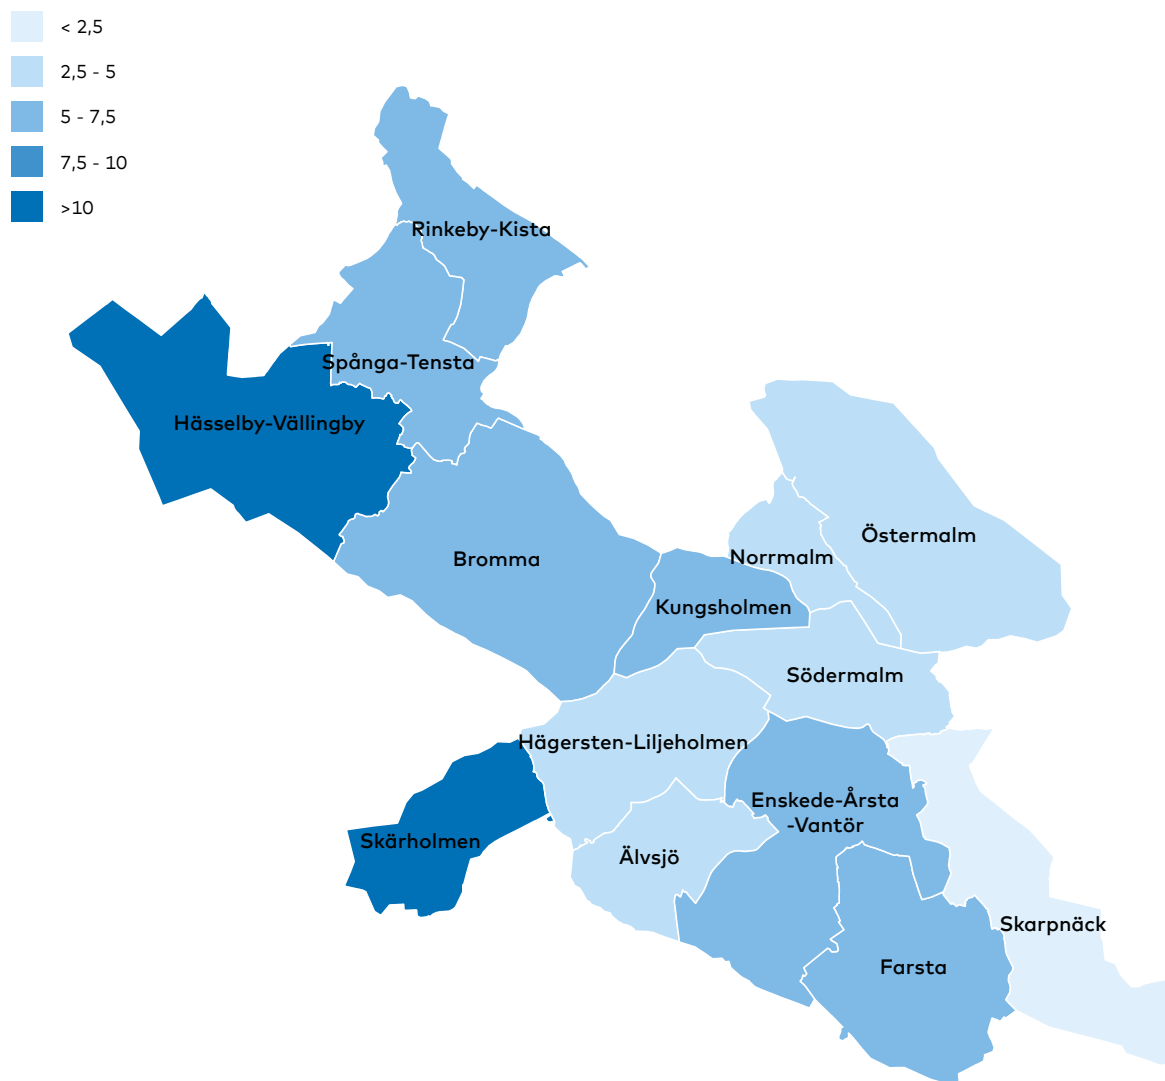 < 2,5
2,5 - 5
5 - 7,5
7,5 - 10
>10
Rinkeby-Kista
Spånga-Tensta
Hässelby-Vällingby
Östermalm
Norrmalm
Bromma
Kungsholmen
Södermalm
Hägersten-Liljeholmen
Enskede-Årsta
-Vantör
Skärholmen
Älvsjö
Skarpnäck
Farsta